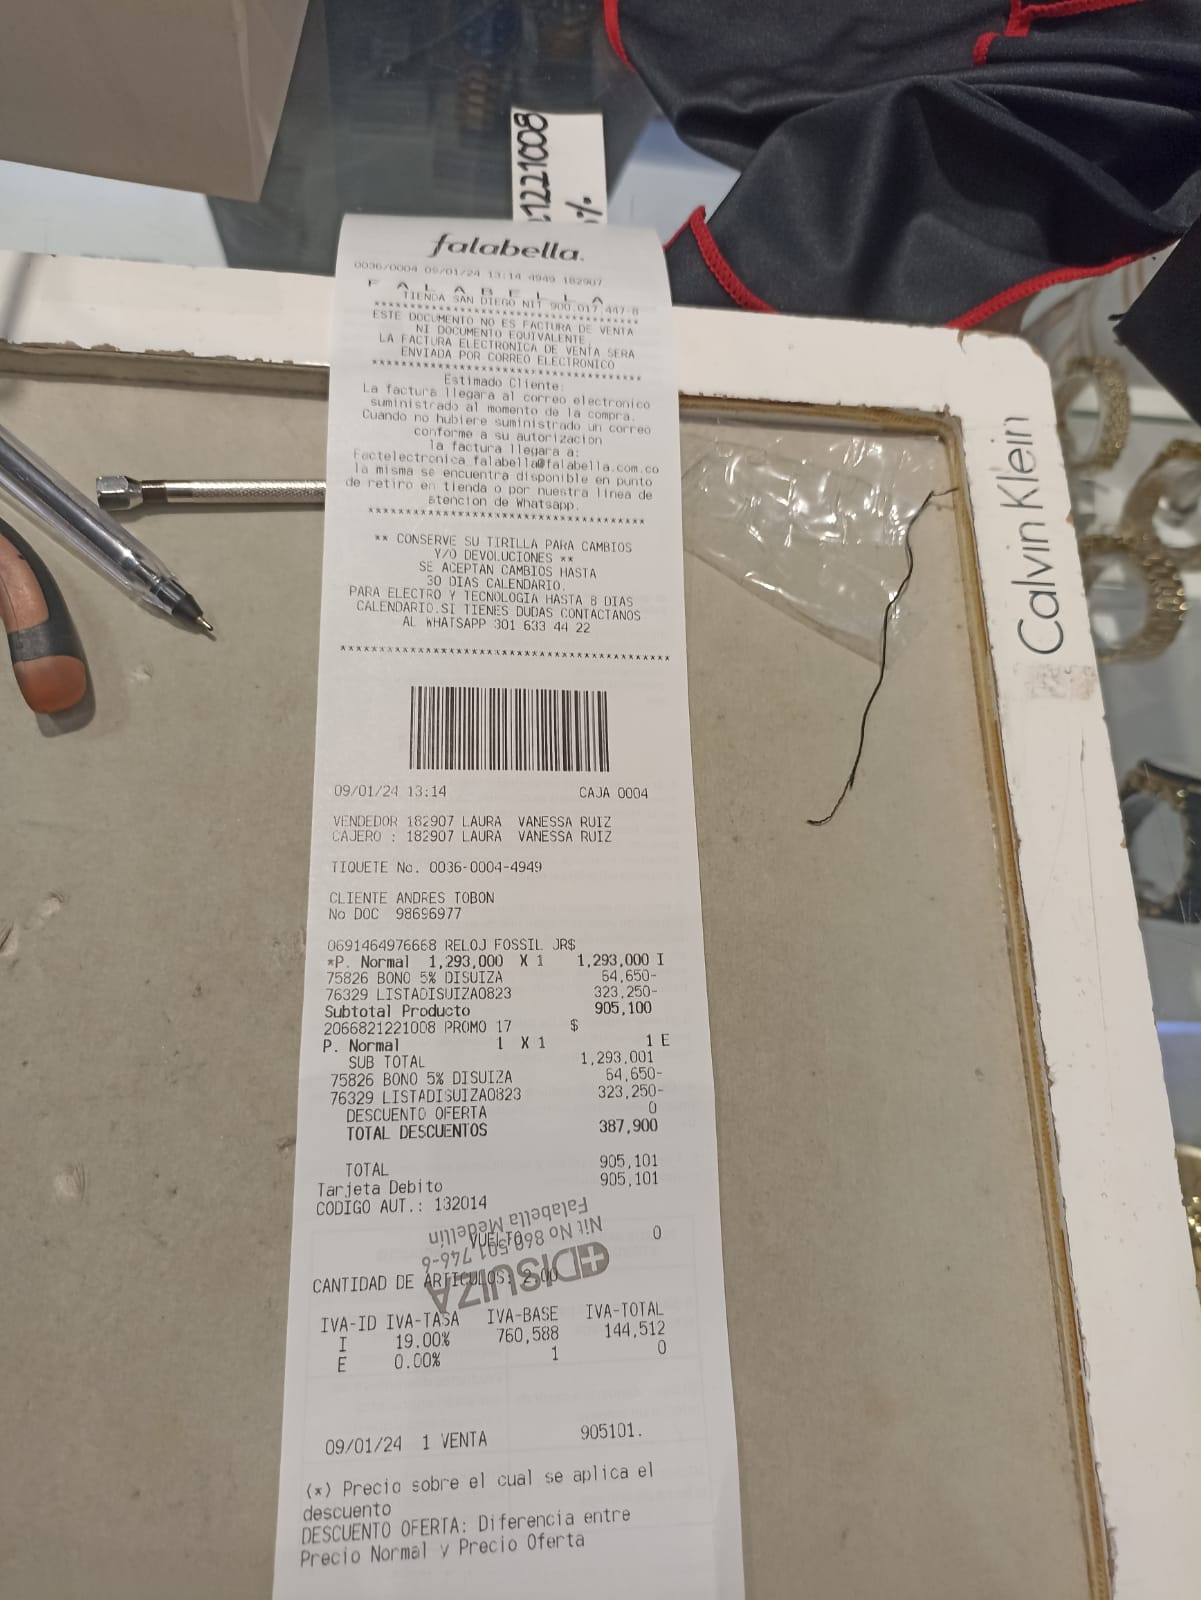 1221008
%
falabella.
0036/0004 09/01/24 13:14 4949 182907
F A L A B E L L A
TIENDA SAN DIEGO NIT 900.017.447-8
****************************************
ESTE DOCUMENTO NO ES FACTURA DE VENTA
NI DOCUMENTO EQUIVALENTE.
LA FACTURA ELECTRONICA DE VENTA SERA
ENVIADA POR CORREO ELECTRONICO
****************************************
Estimado Cliente:
La factura llegara al correo electronico
suministrado al momento de la compra.
Cuando no hubiere suministrado un correo
conforme a su autorizacion
la factura llegara a:
Factelectronica_falabella@falabella.com.co
la misma se encuentra disponible en punto
de retiro en tienda o por nuestra linea de
atencion de Whatsapp.
****************************************
** CONSERVE SU TIRILLA PARA CAMBIOS
Y/O DEVOLUCIONES **
SE ACEPTAN CAMBIOS HASTA
30 DIAS CALENDARIO.
PARA ELECTRO Y TECNOLOGIA HASTA 8 DIAS
CALENDARIO.SI TIENES DUDAS CONTACTANOS
AL WHATSAPP 301 633 44 22
****************************************
09/01/24 13:14 CAJA 0004
VENDEDOR 182907 LAURA VANESSA RUIZ
CAJERO : 182907 LAURA VANESSA RUIZ
TIQUETE No. 0036-0004-4949
CLIENTE ANDRES TOBON
No DOC 98696977
0691464976668 RELOJ FOSSIL JR$
*P. Normal 1,293,000 X 1 1,293,000 I
75826 BONO 5% DISUIZA 64,650-
76329 LISTADISUIZA0823 323,250-
Subtotal Producto 905,100
2066821221008 PROMO 17 $
P. Normal 1 X 1 1 E
SUB TOTAL 1,293,001
75826 BONO 5% DISUIZA 64,650-
76329 LISTADISUIZA0823 323,250-
DESCUENTO OFERTA 0
TOTAL DESCUENTOS 387,900
TOTAL 905,101
Tarjeta Debito 905,101
CODIGO AUT.: 132014
VUELTO 0
CANTIDAD DE ARTICULOS: 2.00
DISUIZA
Nit No 860.501.746-6
Falabella Medellín
IVA-ID IVA-TASA IVA-BASE IVA-TOTAL
I 19.00% 760,588 144,512
E 0.00% 1 0
09/01/24 1 VENTA 905101.
(*) Precio sobre el cual se aplica el
descuento
DESCUENTO OFERTA: Diferencia entre
Precio Normal y Precio Oferta
Calvin Klein